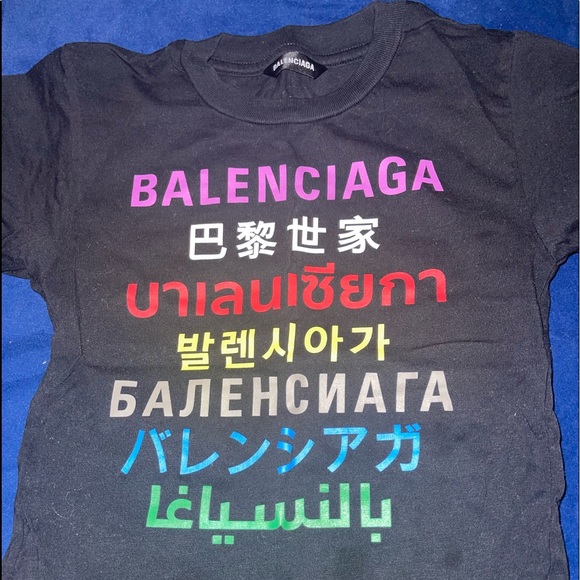 BALENCIAGA
BALENCIAGA
巴黎世家
บาเลนเซียกา
발렌시아가
БАЛЕНСИАГА
バレンシアガ
بالنسياغا